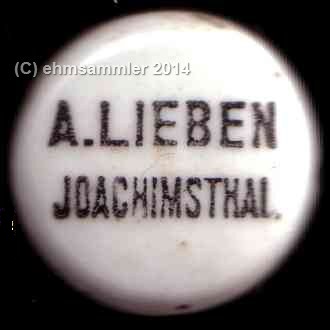 (C) ehmsammler 2014
A.LIEBEN
JOACHIMSTHAL.